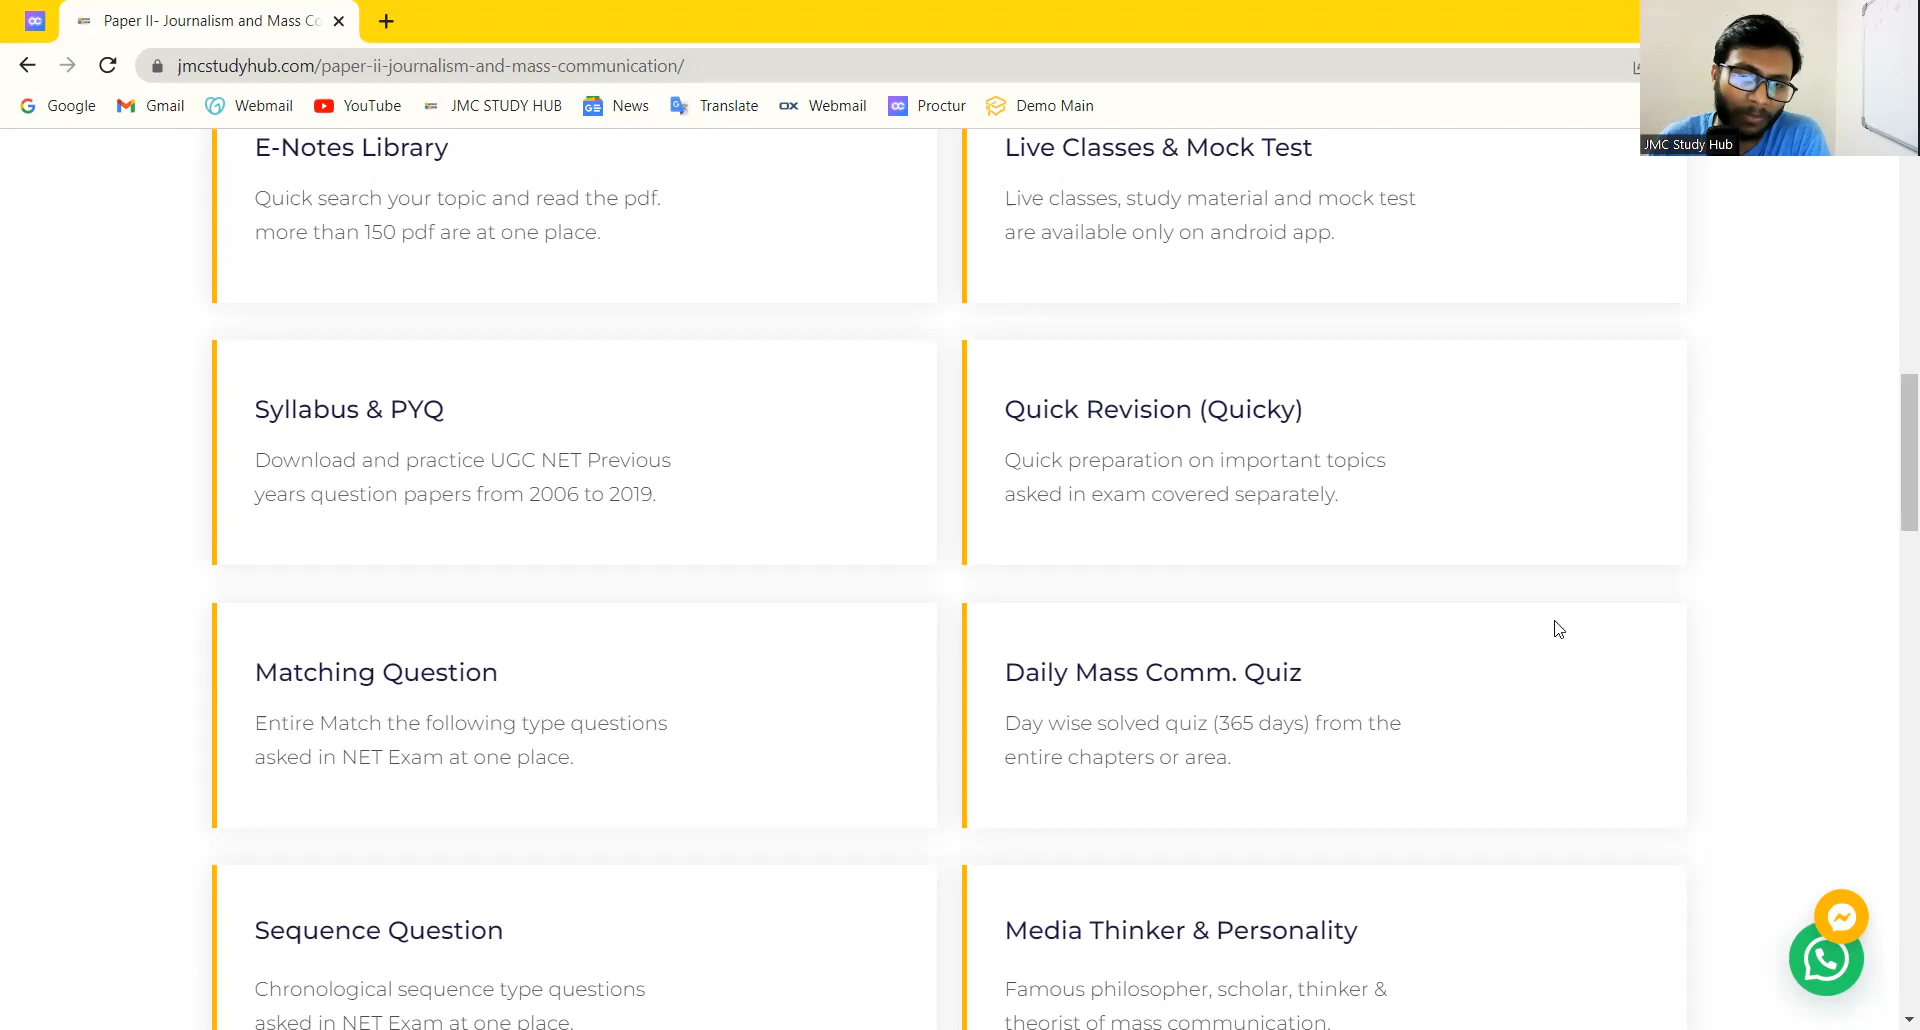 Paper II- Journalism and Mass Co
jmcstudyhub.com/paper-ii-journalism-and-mass-communication/
Google Gmail Webmail YouTube JMC STUDY HUB News Translate Webmail Proctur Demo Main
JMC Study Hub
E-Notes Library
Quick search your topic and read the pdf.
more than 150 pdf are at one place.
Live Classes & Mock Test
Live classes, study material and mock test
are available only on android app.
Syllabus & PYQ
Download and practice UGC NET Previous
years question papers from 2006 to 2019.
Quick Revision (Quicky)
Quick preparation on important topics
asked in exam covered separately.
Matching Question
Entire Match the following type questions
asked in NET Exam at one place.
Daily Mass Comm. Quiz
Day wise solved quiz (365 days) from the
entire chapters or area.
Sequence Question
Chronological sequence type questions
asked in NET Exam at one place.
Media Thinker & Personality
Famous philosopher, scholar, thinker &
theorist of mass communication.